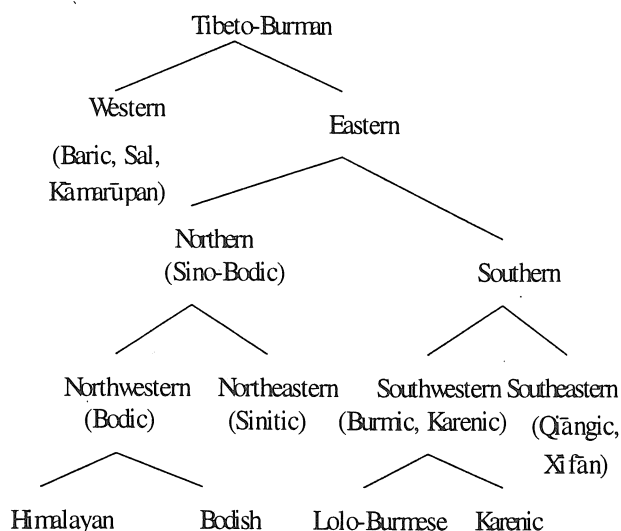 Tibeto-Burman
Western
Eastern
(Baric, Sal,
Kāmarūpan)
Northern
(Sino-Bodic)
Southern
Northwestern
(Bodic)
Northeastern
(Sinitic)
Southwestern
(Burmic, Karenic)
Southeastern
(Qiāngic,
Xīfān)
Himalayan
Bodish
Lolo-Burmese
Karenic